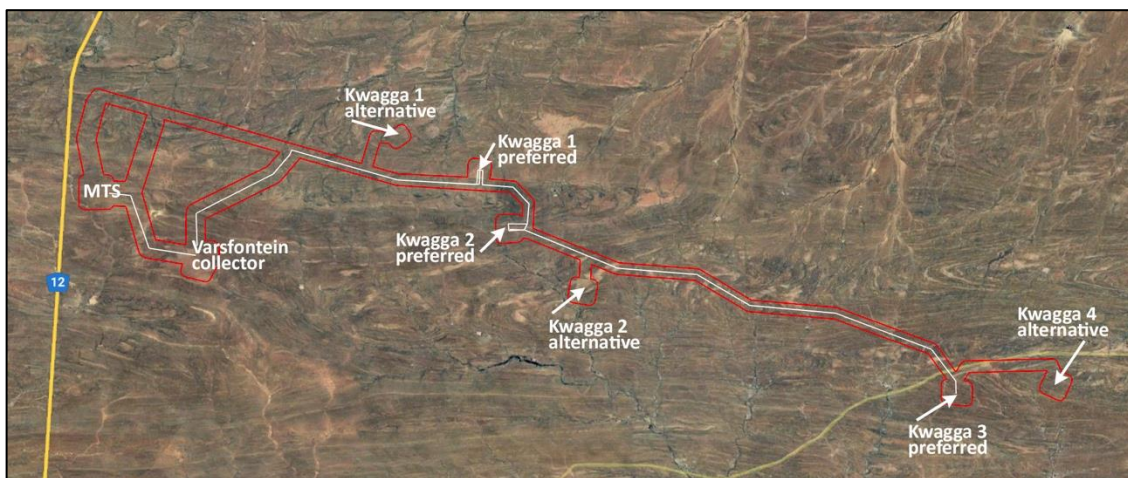 Kwagga 1
alternative
Kwagga 1
preferred
MTS
Varsfontein
collector
Kwagga 2
preferred
12
Kwagga 2
alternative
Kwagga 4
alternative
Kwagga 3
preferred